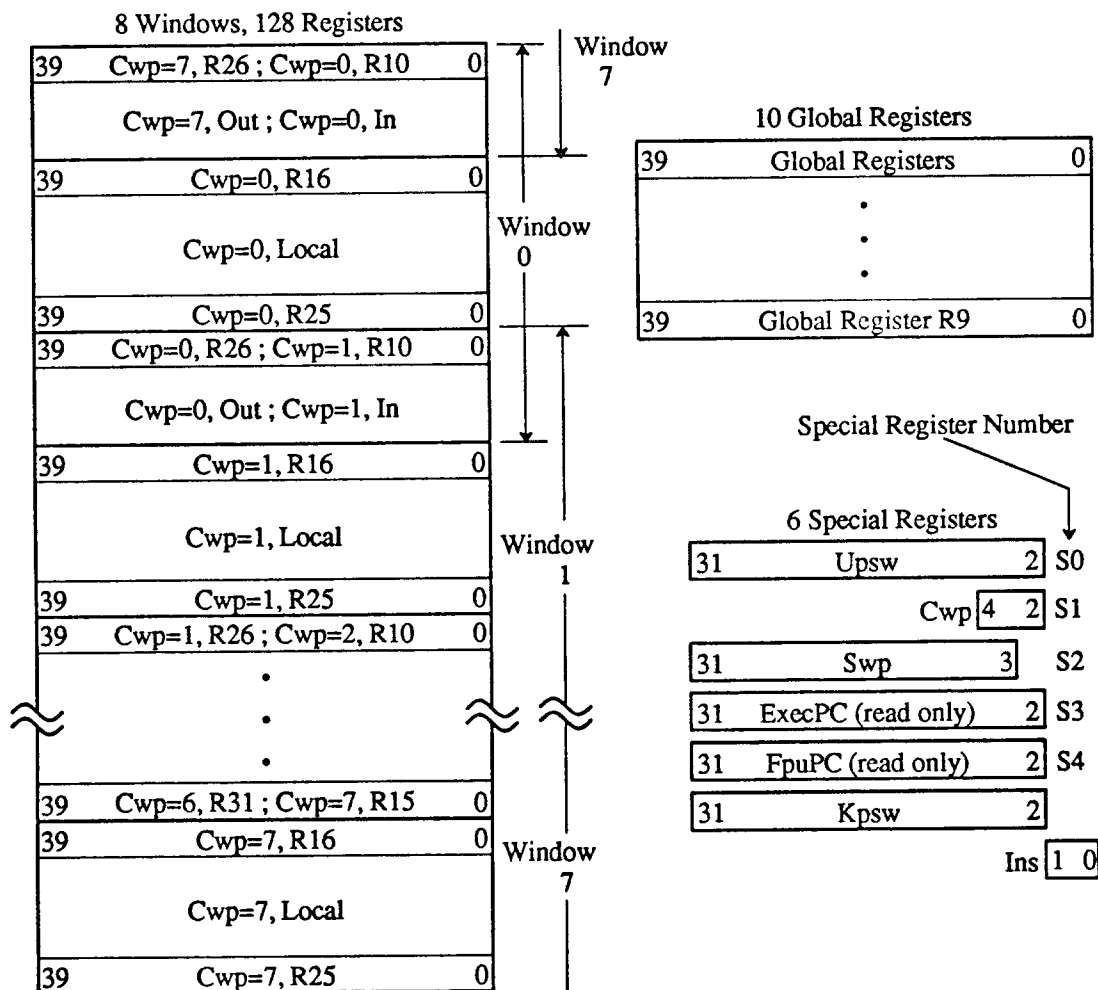 8 Windows, 128 Registers
39 Cwp=7, R26 ; Cwp=0, R10 0
Cwp=7, Out ; Cwp=0, In
39 Cwp=0, R16 0
Cwp=0, Local
39 Cwp=0, R25 0
39 Cwp=0, R26 ; Cwp=1, R10 0
Cwp=0, Out ; Cwp=1, In
39 Cwp=1, R16 0
Cwp=1, Local
39 Cwp=1, R25 0
39 Cwp=1, R26 ; Cwp=2, R10 0
39 Cwp=6, R31 ; Cwp=7, R15 0
39 Cwp=7, R16 0
Cwp=7, Local
39 Cwp=7, R25 0
Window
7
Window
0
Window
1
Window
7
10 Global Registers
39 Global Registers 0
39 Global Register R9 0
Special Register Number
6 Special Registers
31 Upsw 2 S0
Cwp 4 2 S1
31 Swp 3 S2
31 ExecPC (read only) 2 S3
31 FpuPC (read only) 2 S4
31 Kpsw 2
Ins 1 0